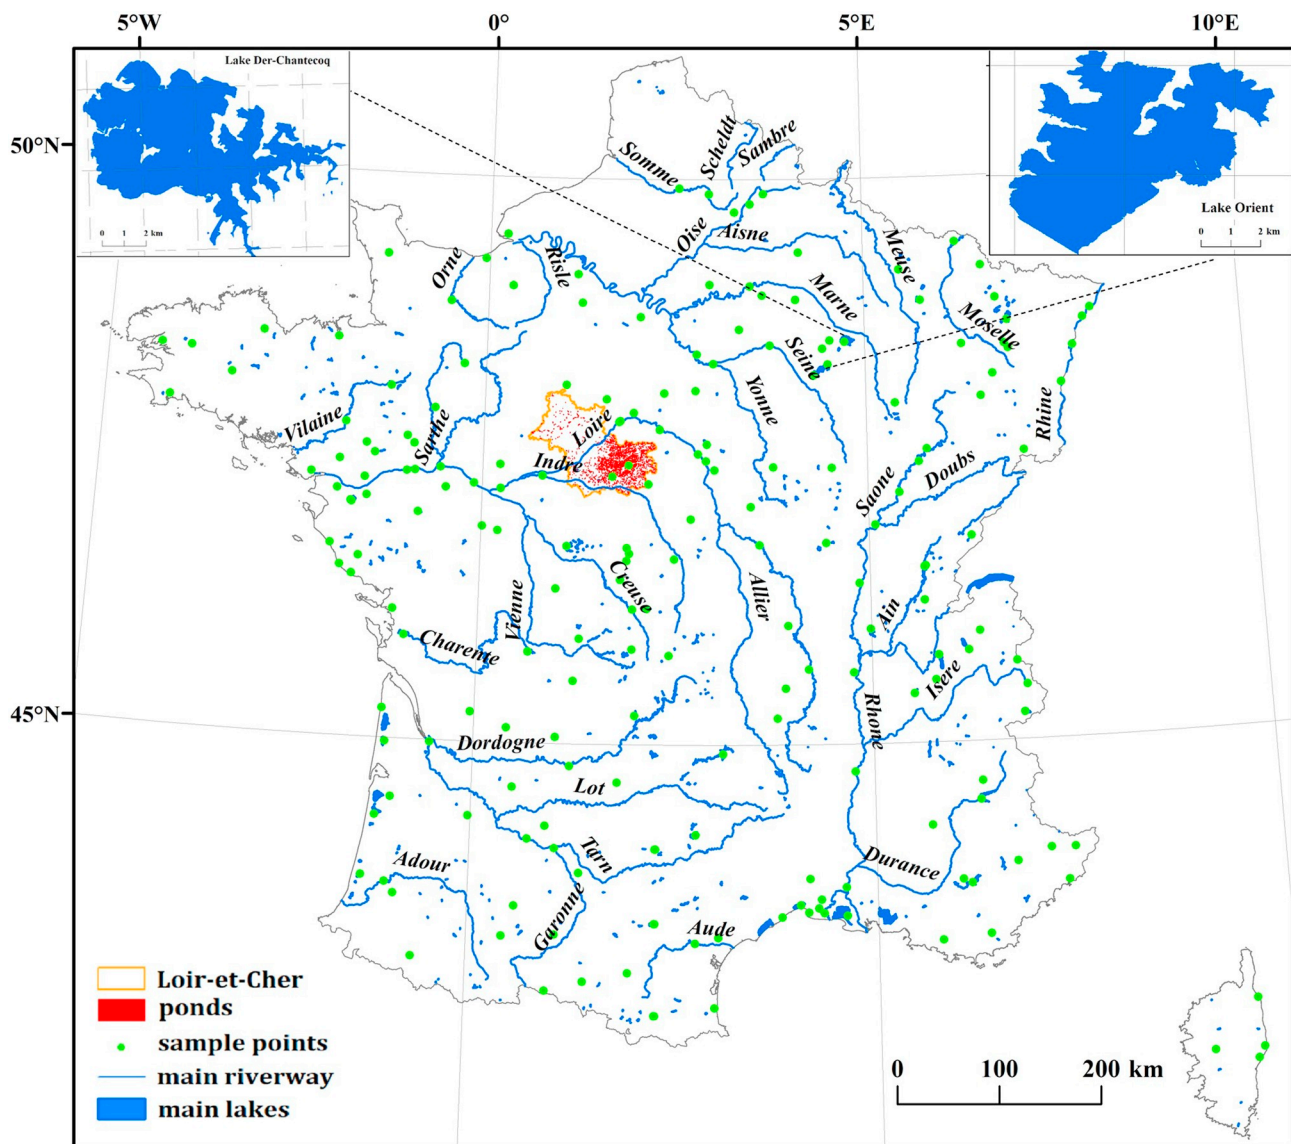 5°W
0°
5°E
10°E
50°N
45°N
Lake Der-Chantecoq
0 1 2 km
Lake Orient
0 1 2 km
Somme
Scheldt
Sambre
Oise
Aisne
Meuse
Orne
Risle
Marne
Moselle
Seine
Yonne
Rhine
Vilaine
Sarthe
Loire
Indre
Saone
Doubs
Creuse
Vienne
Allier
Ain
Charente
Isere
Rhone
Dordogne
Lot
Tarn
Adour
Garonne
Durance
Aude
Loir-et-Cher
ponds
sample points
main riverway
main lakes
0 100 200 km